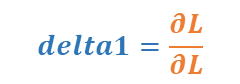 delta1 = ∂L/∂L